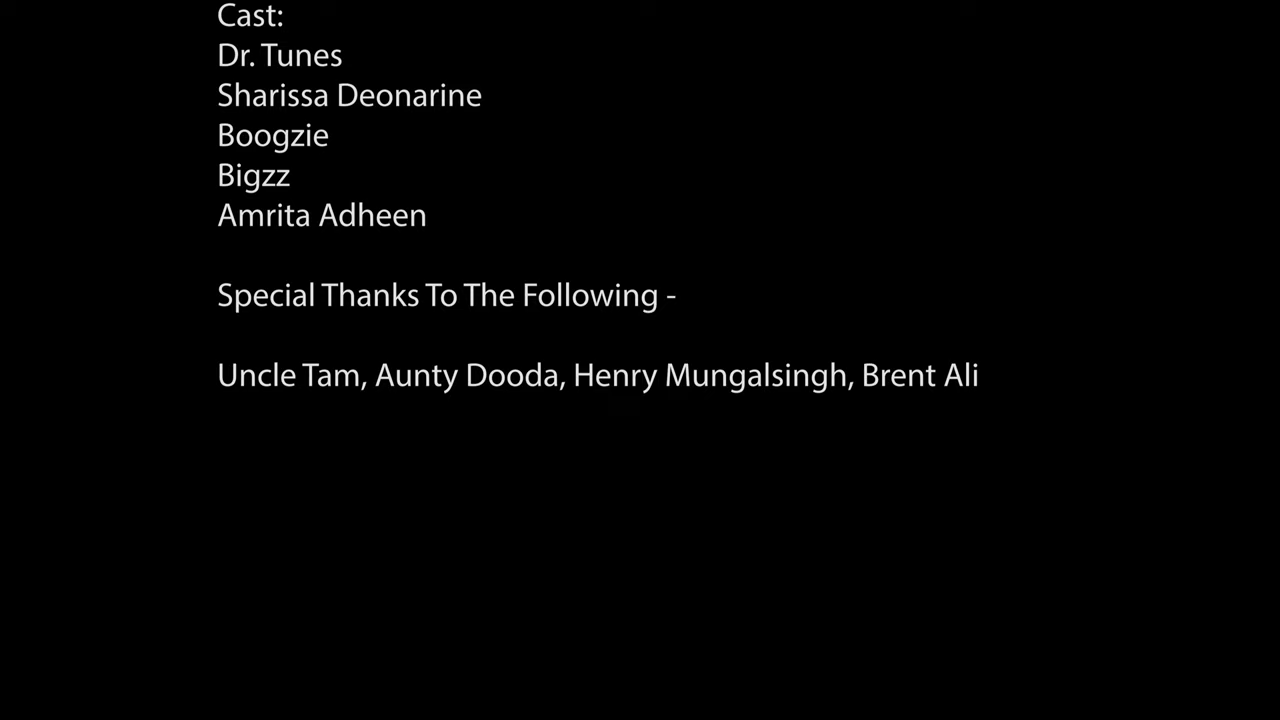 Cast:
Dr. Tunes
Sharissa Deonarine
Boogzie
Bigzz
Amrita Adheen
Special Thanks To The Following -
Uncle Tam, Aunty Dooda, Henry Mungalsingh, Brent Ali